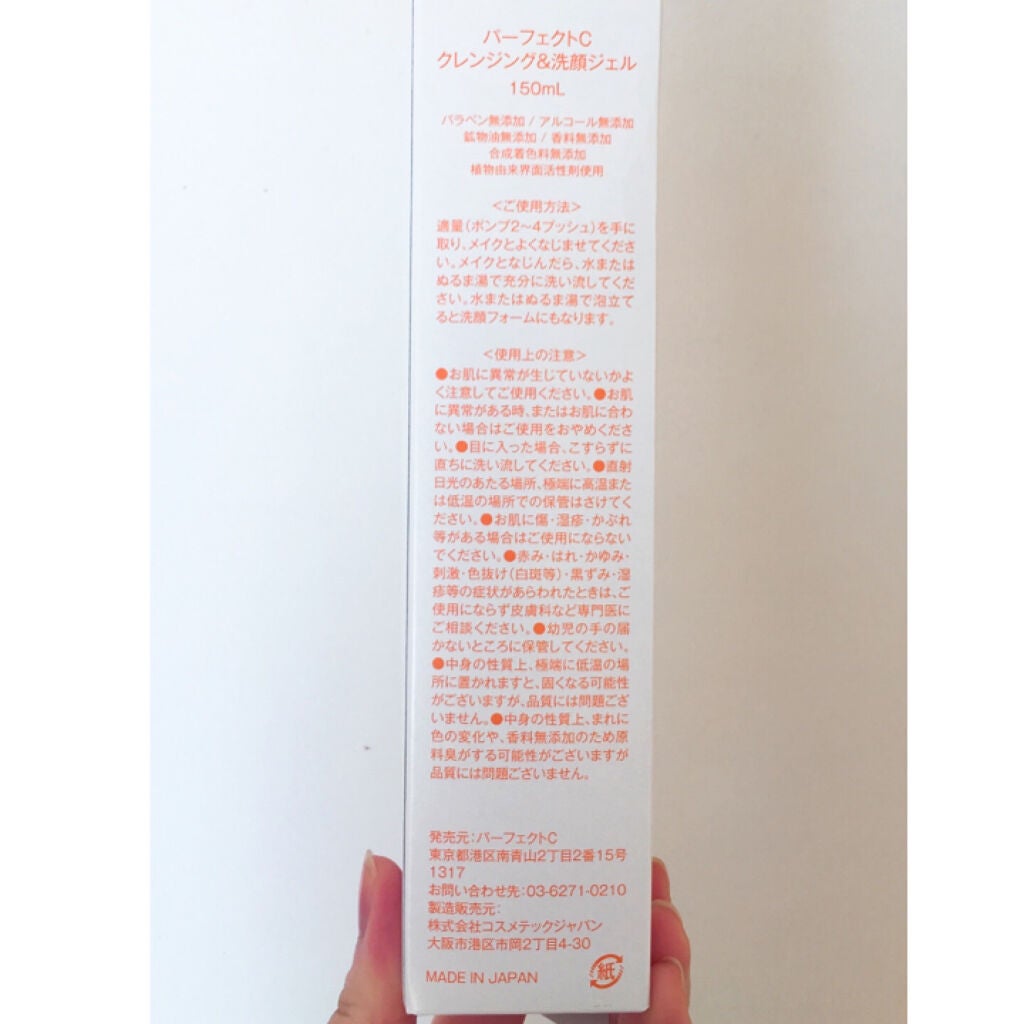 パーフェクトC
クレンジング&洗顔ジェル
150mL
パラベン無添加 / アルコール無添加
鉱物油無添加 / 香料無添加
合成着色料無添加
植物由来界面活性剤使用
＜ご使用方法＞
適量(ポンプ2〜4プッシュ)を手に
取り、メイクとよくなじませてくださ
い。メイクとなじんだら、水または
ぬるま湯で充分に洗い流してくだ
さい。水またはぬるま湯で泡立て
ると洗顔フォームにもなります。
＜使用上の注意＞
●お肌に異常が生じていないかよ
く注意してご使用ください。●お肌
に異常がある時、またはお肌に合わ
ない場合はご使用をおやめくださ
い。●目に入った場合、こすらずに
直ちに洗い流してください。●直射
日光のあたる場所、極端に高温また
は低温の場所での保管はさけてく
ださい。●お肌に傷・湿疹・かぶれ
等がある場合はご使用にならない
でください。●赤み・はれ・かゆみ・
刺激・色抜け(白斑等)・黒ずみ・湿
疹等の症状があらわれたときは、ご
使用にならず皮膚科など専門医に
ご相談ください。●幼児の手の届
かないところに保管してください。
●中身の性質上、極端に低温の場
所に置かれますと、固くなる可能性
がございますが、品質には問題ござ
いません。●中身の性質上、まれに
色の変化や、香料無添加のため原
料臭がする可能性がございますが
品質には問題ございません。
発売元：パーフェクトC
東京都港区南青山2丁目2番15号
1317
お問い合わせ先：03-6271-0210
製造販売元：
株式会社コスメテックジャパン
大阪市港区市岡2丁目4-30
MADE IN JAPAN
紙